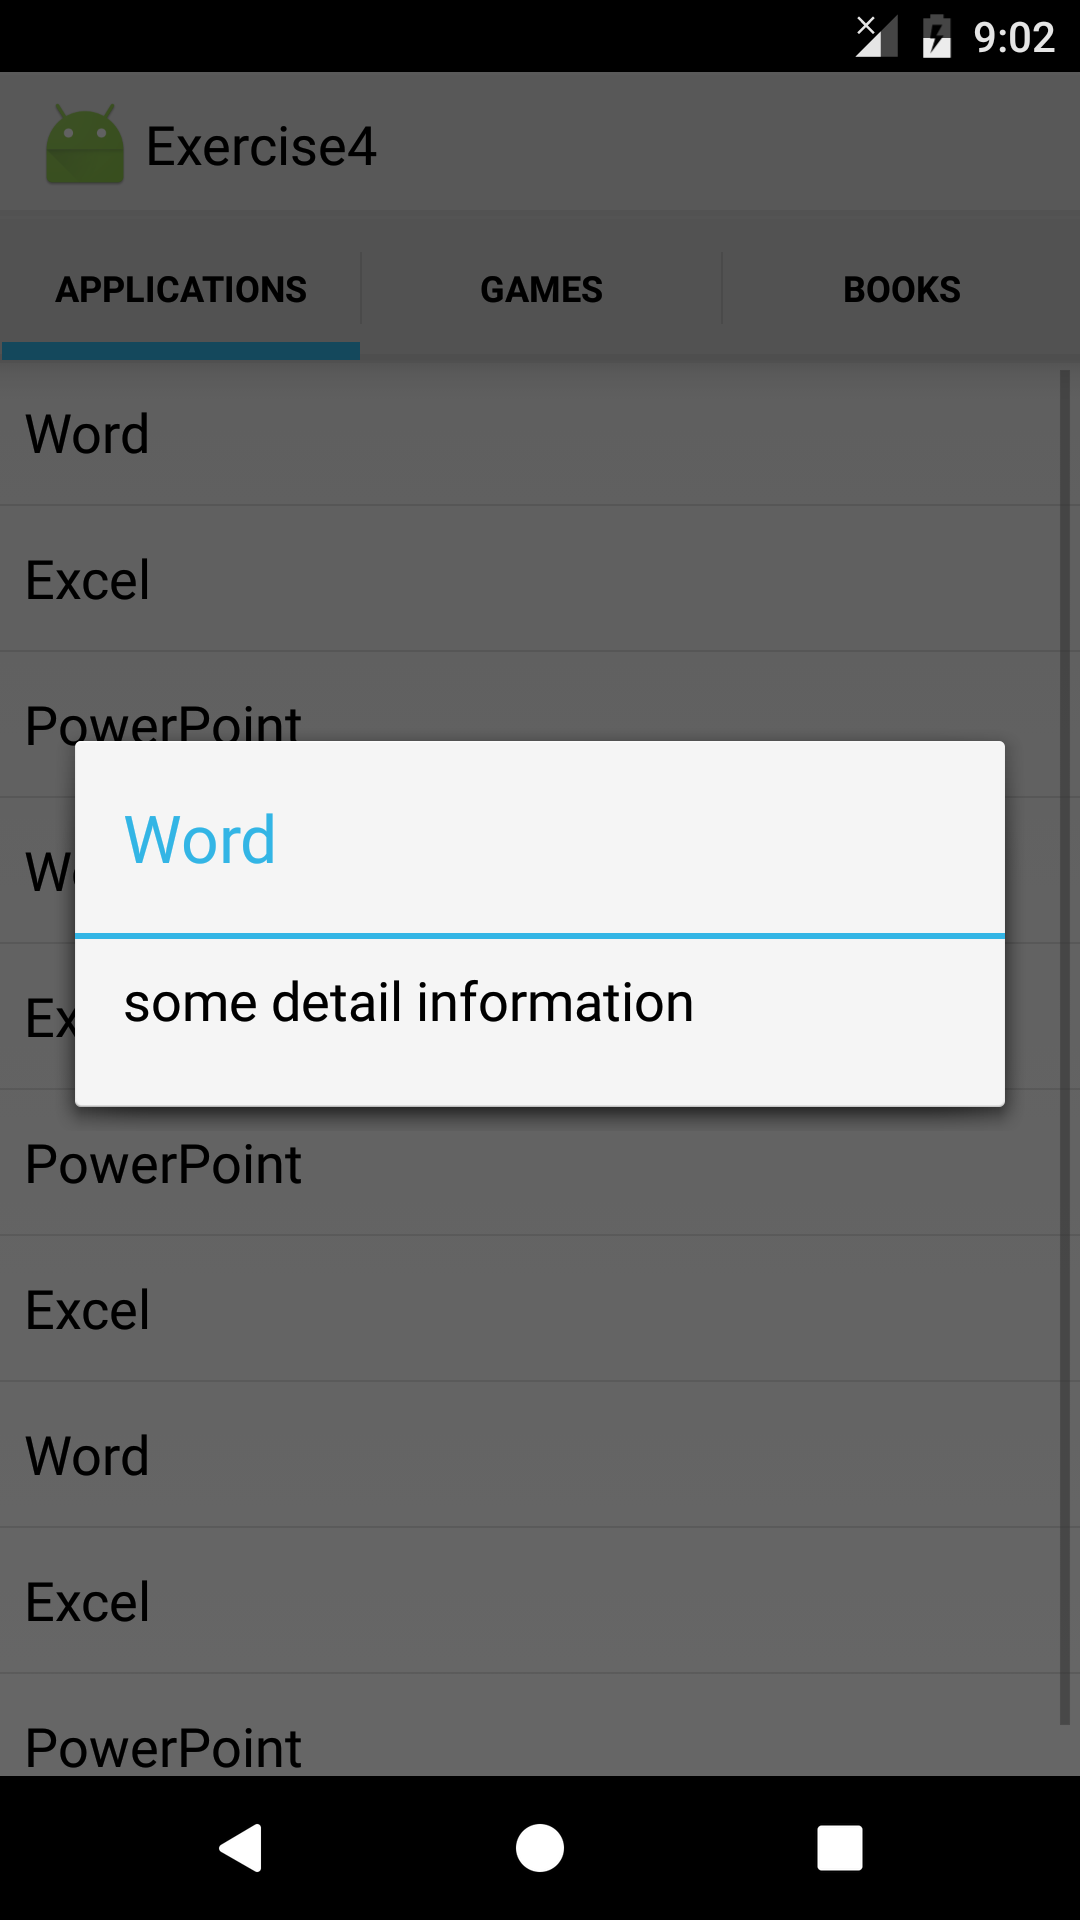 9:02
Exercise4
APPLICATIONS GAMES BOOKS
Word
Excel
PowerPoint
Word
some detail information
PowerPoint
Excel
Word
Excel
PowerPoint